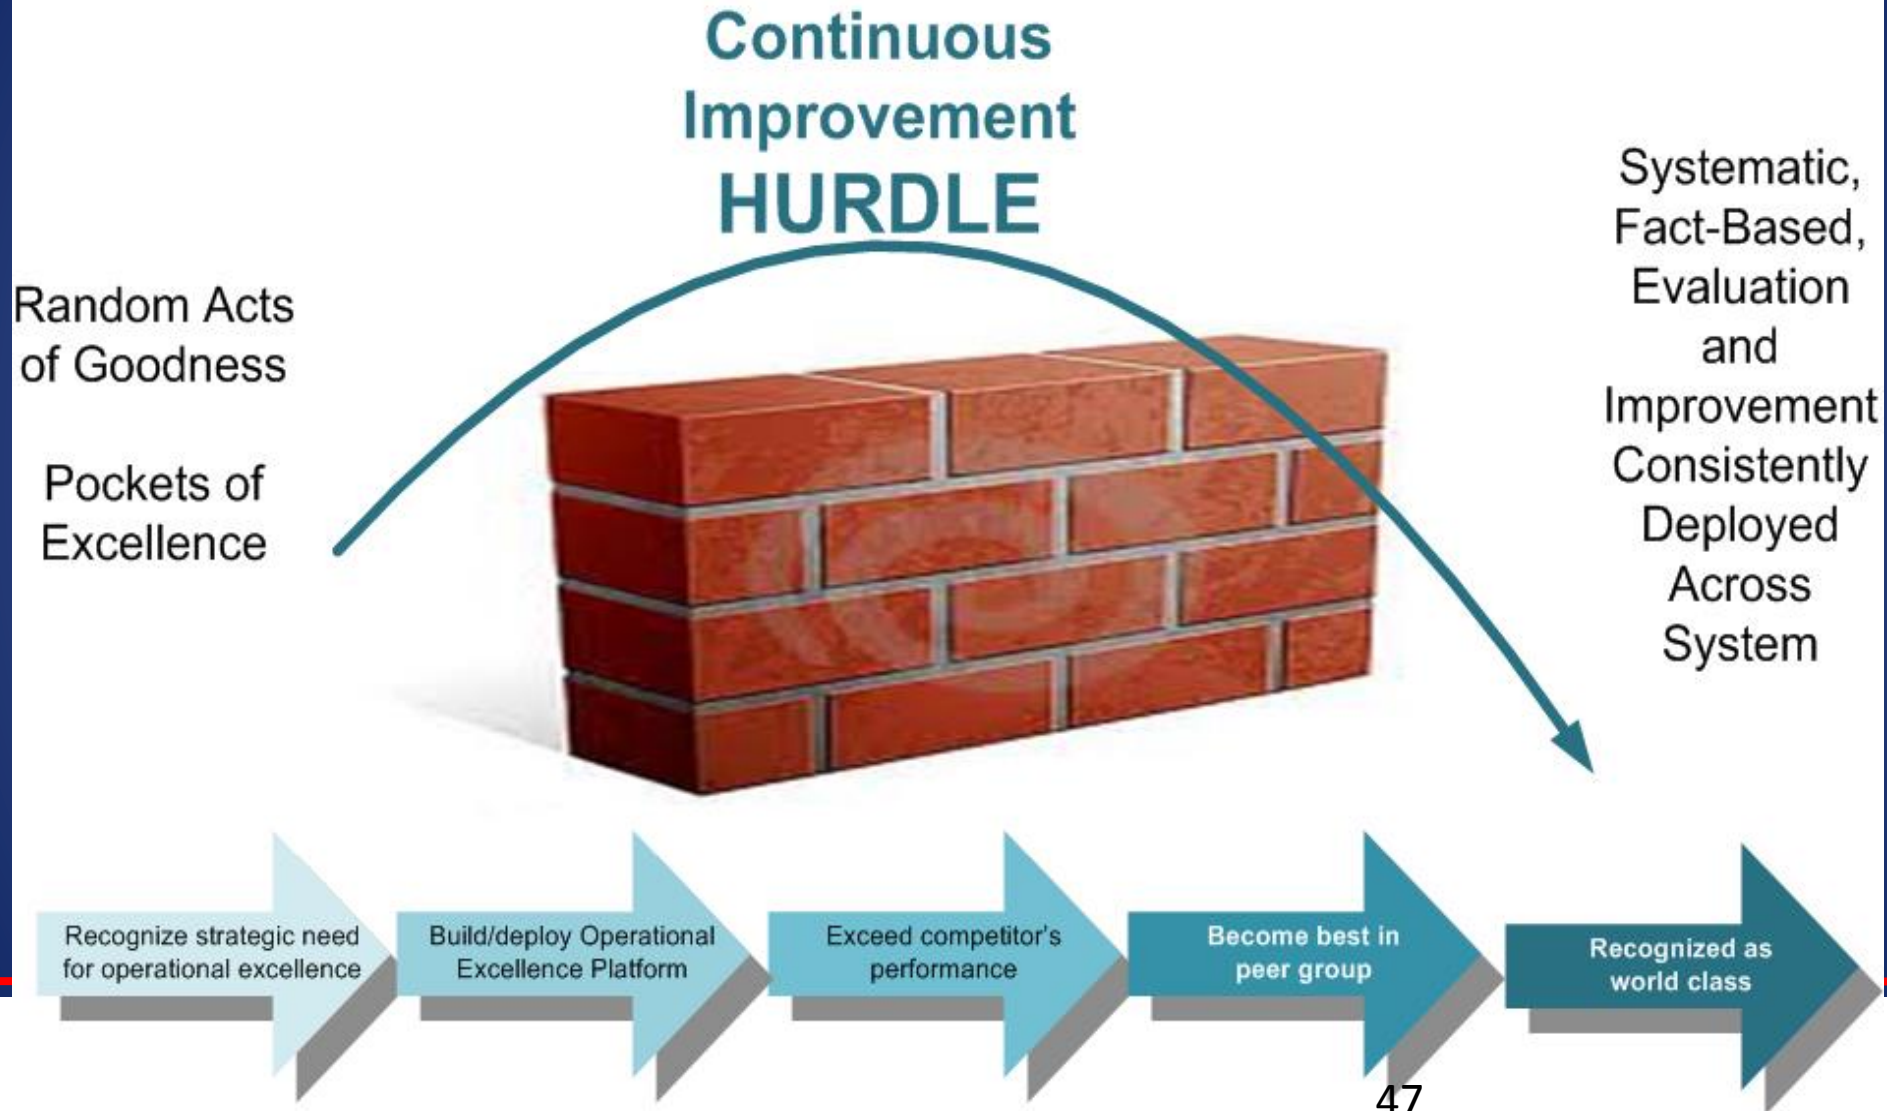 Continuous
Improvement
HURDLE
Random Acts
of Goodness
Pockets of
Excellence
Systematic,
Fact-Based,
Evaluation
and
Improvement
Consistently
Deployed
Across
System
Recognize strategic need
for operational excellence
Build/deploy Operational
Excellence Platform
Exceed competitor's
performance
Become best in
peer group
Recognized as
world class
47